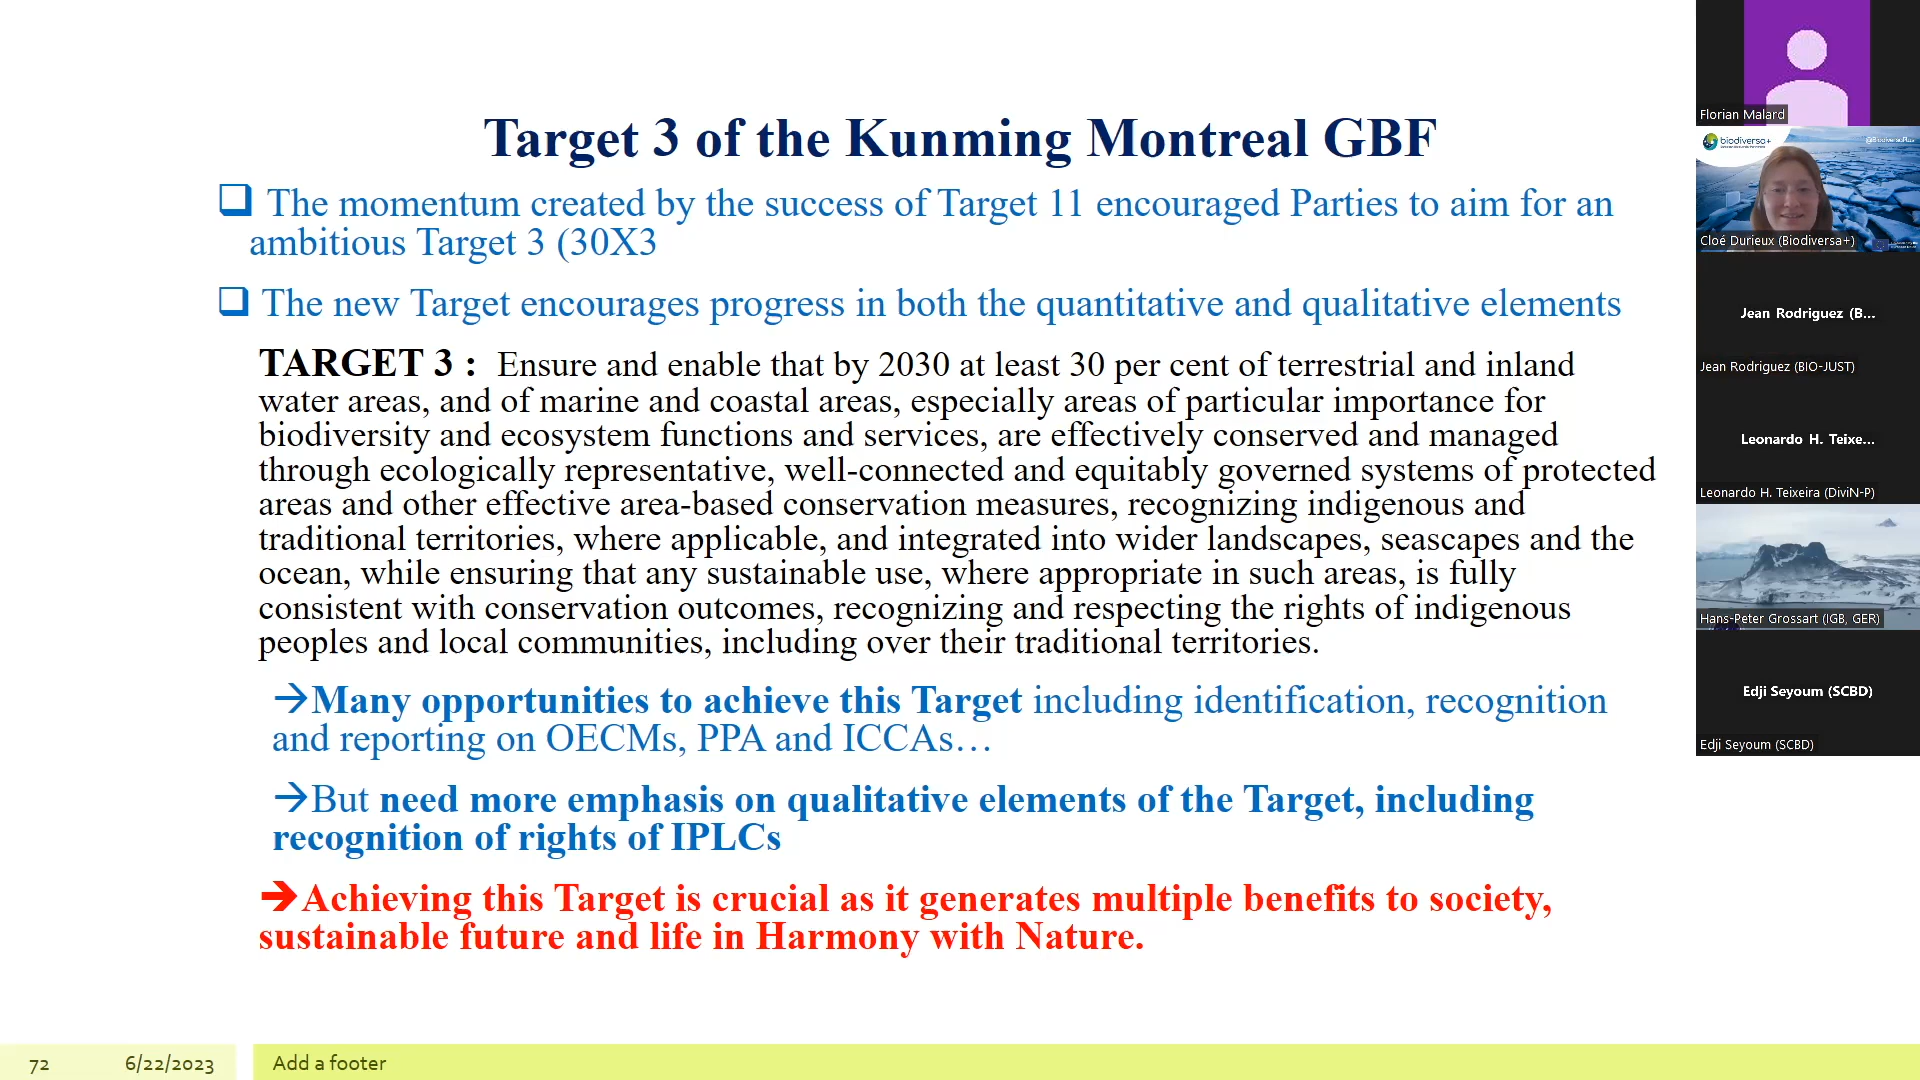 Target 3 of the Kunming Montreal GBF
The momentum created by the success of Target 11 encouraged Parties to aim for an
ambitious Target 3 (30X3
The new Target encourages progress in both the quantitative and qualitative elements
TARGET 3 : Ensure and enable that by 2030 at least 30 per cent of terrestrial and inland
water areas, and of marine and coastal areas, especially areas of particular importance for
biodiversity and ecosystem functions and services, are effectively conserved and managed
through ecologically representative, well-connected and equitably governed systems of protected
areas and other effective area-based conservation measures, recognizing indigenous and
traditional territories, where applicable, and integrated into wider landscapes, seascapes and the
ocean, while ensuring that any sustainable use, where appropriate in such areas, is fully
consistent with conservation outcomes, recognizing and respecting the rights of indigenous
peoples and local communities, including over their traditional territories.
→Many opportunities to achieve this Target including identification, recognition
and reporting on OECMs, PPA and ICCAs…
→But need more emphasis on qualitative elements of the Target, including
recognition of rights of IPLCs
➔Achieving this Target is crucial as it generates multiple benefits to society,
sustainable future and life in Harmony with Nature.
72
6/22/2023
Add a footer
Florian Malard
biodiversa+
Cloé Durieux (Biodiversa+)
Jean Rodriguez (B...
Jean Rodriguez (BIO-JUST)
Leonardo H. Teixe...
Leonardo H. Teixeira (DiviN-P)
Hans-Peter Grossart (IGB, GER)
Edji Seyoum (SCBD)
Edji Seyoum (SCBD)